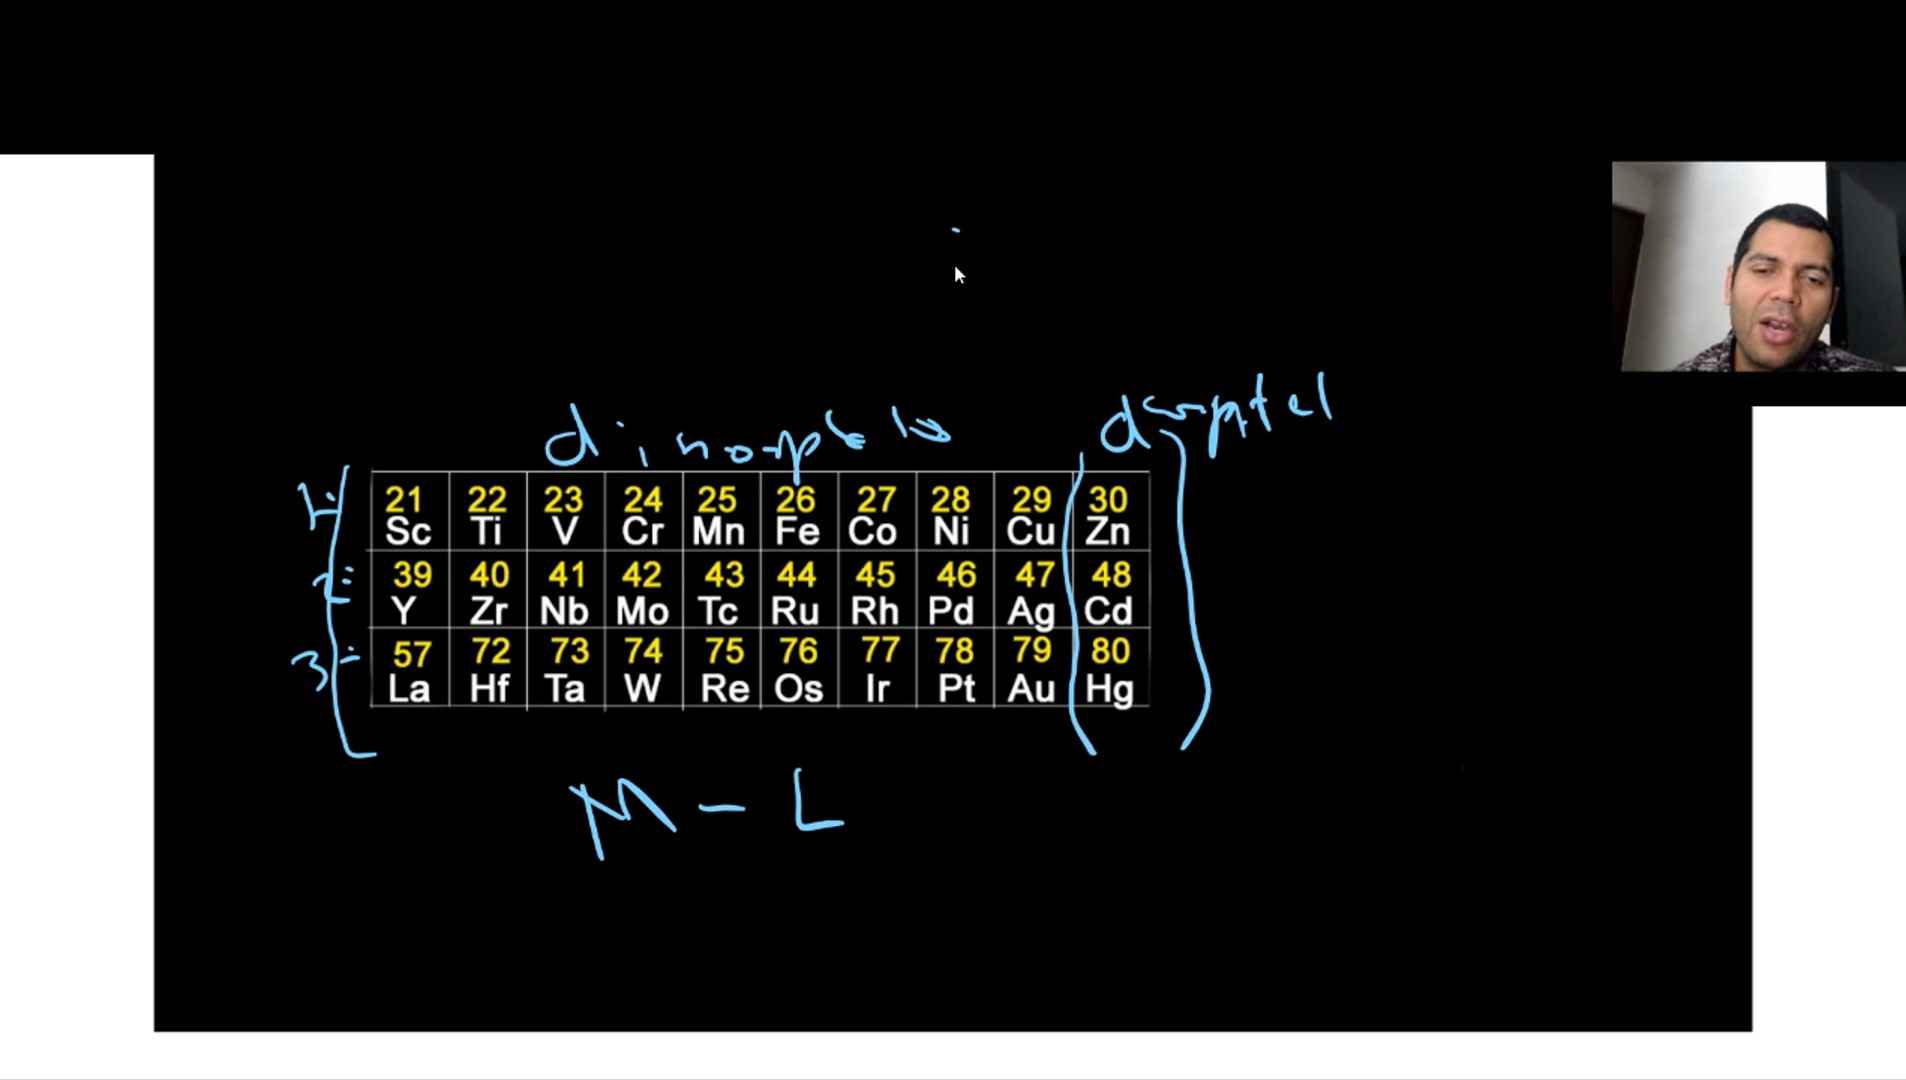 d incompleto
d completo
1:
21 22 23 24 25 26 27 28 29 30
Sc Ti V Cr Mn Fe Co Ni Cu Zn
2:
39 40 41 42 43 44 45 46 47 48
Y Zr Nb Mo Tc Ru Rh Pd Ag Cd
3:
57 72 73 74 75 76 77 78 79 80
La Hf Ta W Re Os Ir Pt Au Hg
M - L